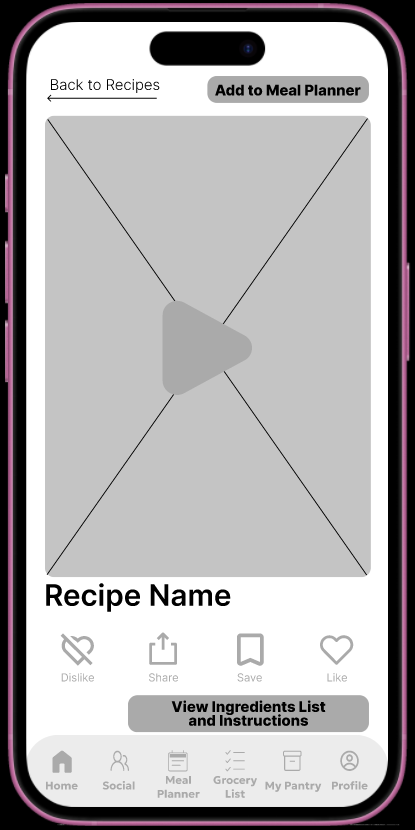 Back to Recipes
Add to Meal Planner
Recipe Name
Dislike
Share
Save
Like
View Ingredients List
and Instructions
Home
Social
Meal
Planner
Grocery
List
My Pantry
Profile